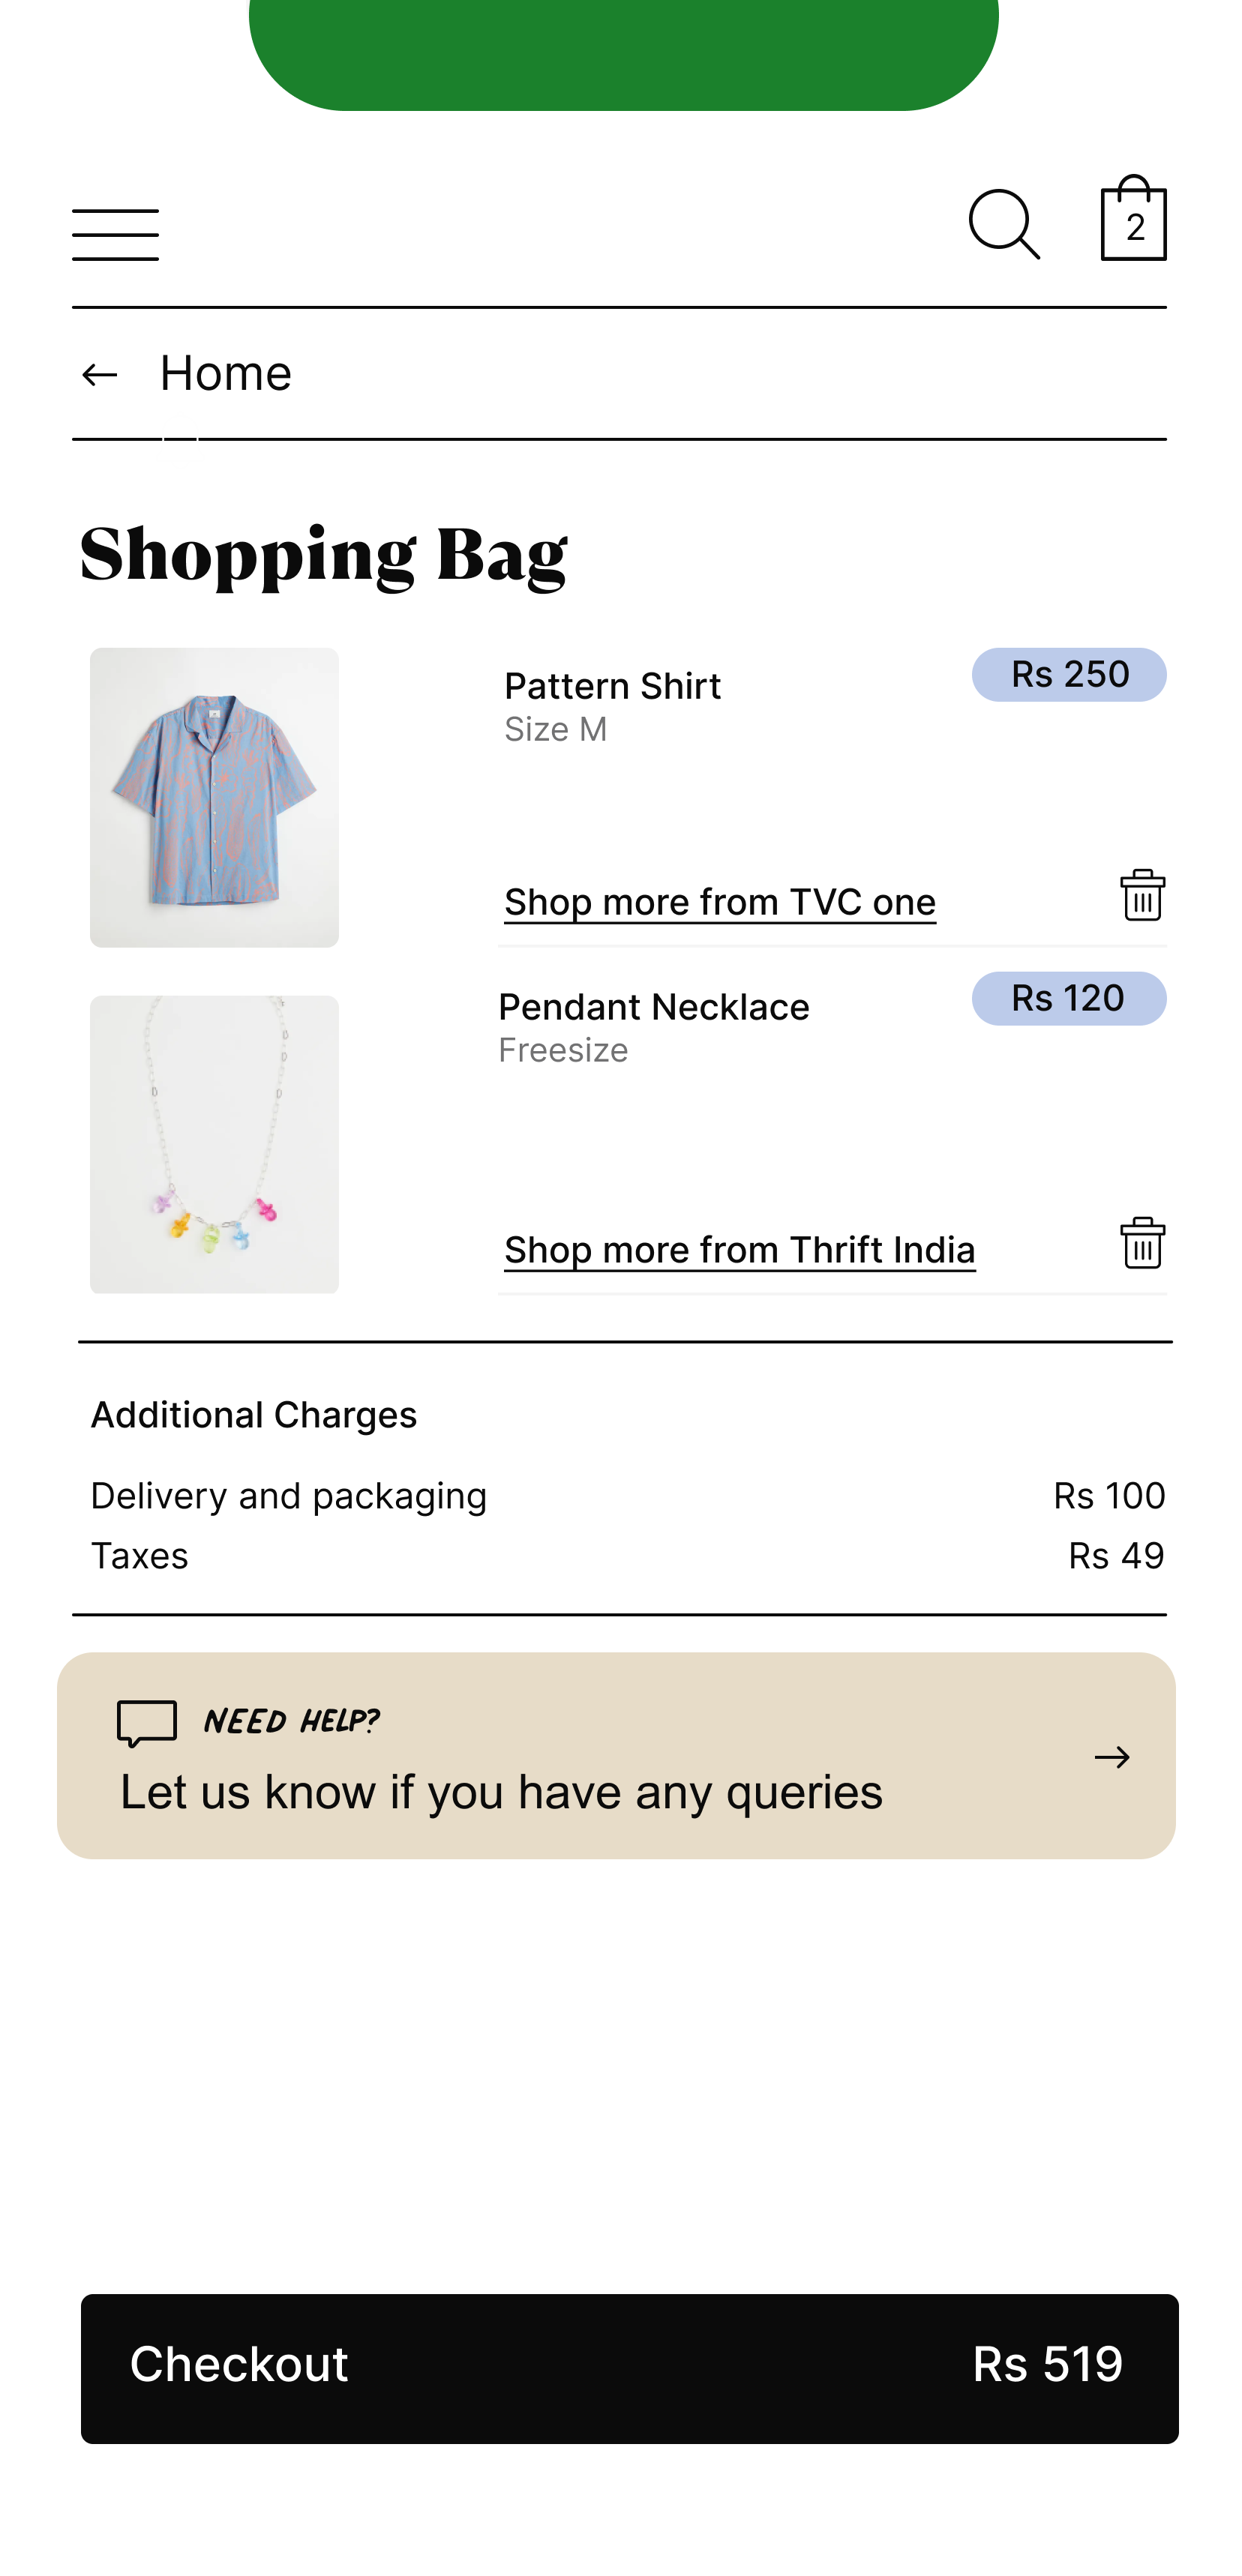 2
← Home
Shopping Bag
Pattern Shirt
Rs 250
Size M
Shop more from TVC one
Pendant Necklace
Rs 120
Freesize
Shop more from Thrift India
Additional Charges
Delivery and packaging Rs 100
Taxes Rs 49
NEED HELP?
Let us know if you have any queries →
Checkout Rs 519